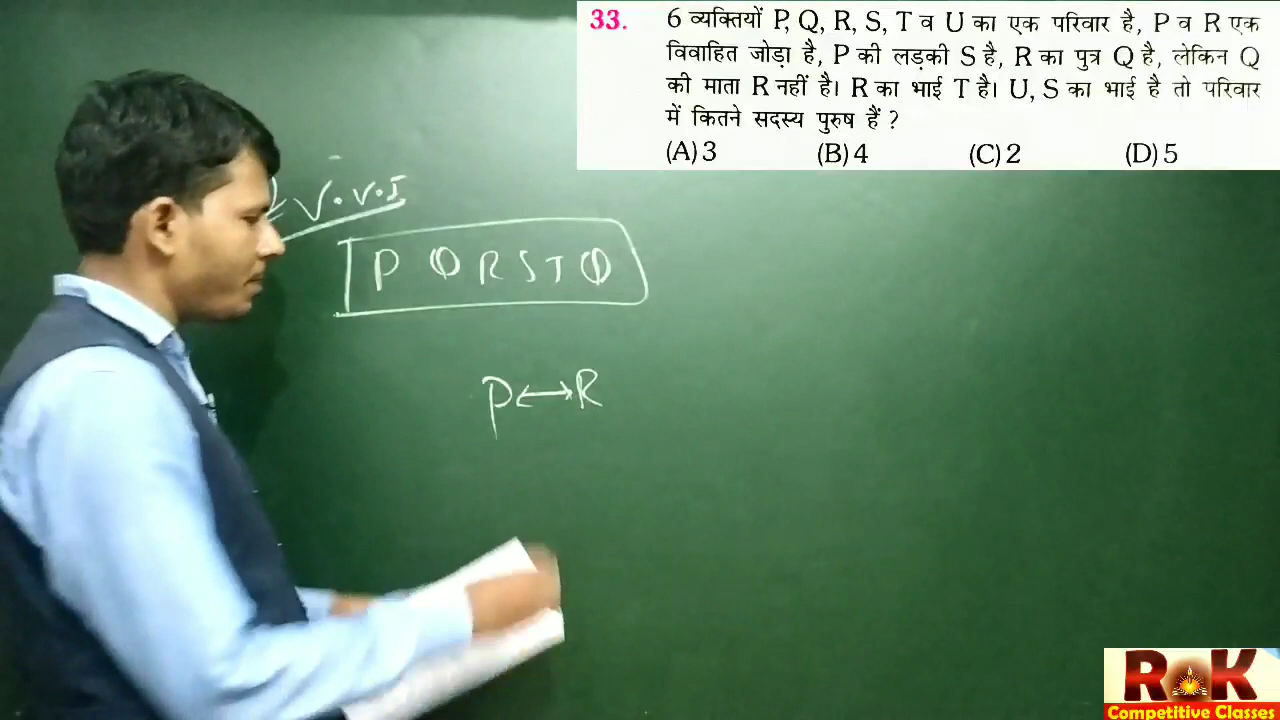 33. 6 व्यक्तियों P, Q, R, S, T व U का एक परिवार है, P व R एक
विवाहित जोड़ा है, P की लड़की S है, R का पुत्र Q है, लेकिन Q
की माता R नहीं है। R का भाई T है। U, S का भाई है तो परिवार
में कितने सदस्य पुरुष हैं ?
(A) 3 (B) 4 (C) 2 (D) 5
V.V.I
P Q R S T U
P ↔ R
RK
Competitive Classes